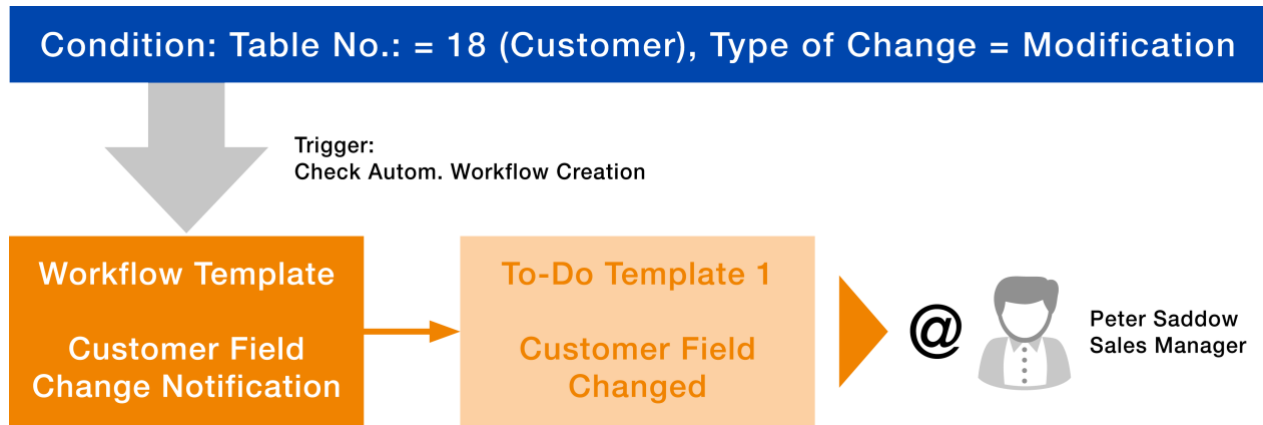 Condition: Table No.: = 18 (Customer), Type of Change = Modification
Trigger:
Check Autom. Workflow Creation
Workflow Template
Customer Field
Change Notification
To-Do Template 1
Customer Field
Changed
@
Peter Saddow
Sales Manager